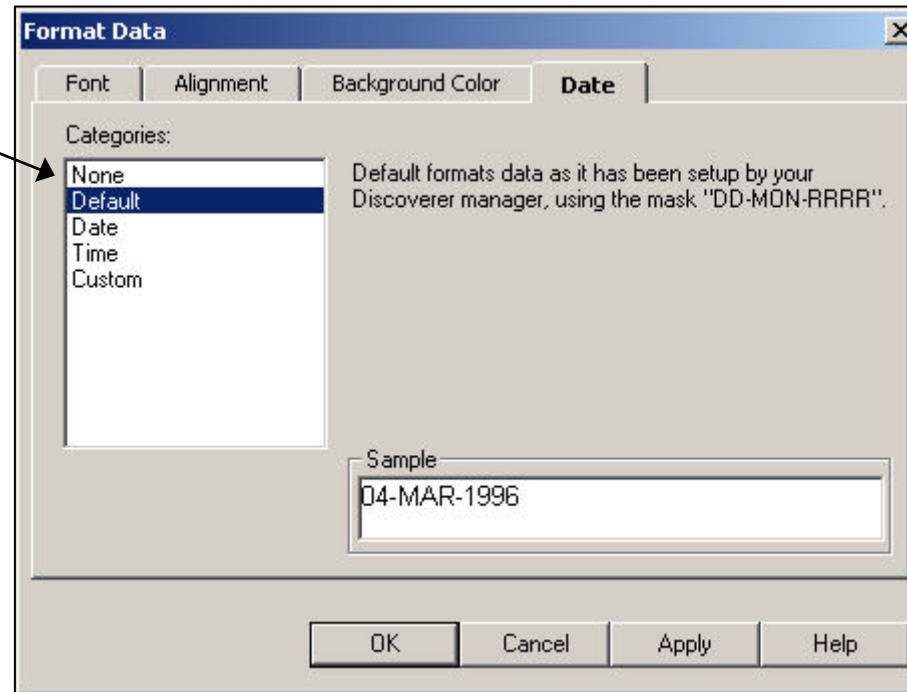 Format Data
Font Alignment Background Color Date
Categories:
None
Default
Date
Time
Custom
Default formats data as it has been setup by your
Discoverer manager, using the mask "DD-MON-RRRR".
Sample
04-MAR-1996
OK Cancel Apply Help